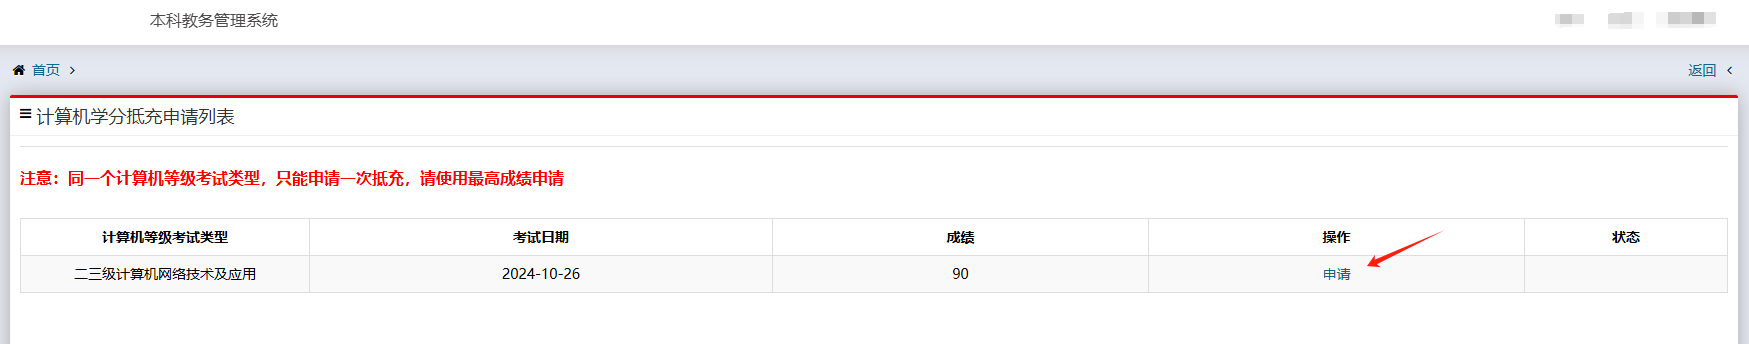 本科教务管理系统
首页
返回
计算机学分抵充申请列表
注意：同一个计算机等级考试类型，只能申请一次抵充，请使用最高成绩申请
计算机等级考试类型 考试日期 成绩 操作 状态
二三级计算机网络技术及应用 2024-10-26 90 申请